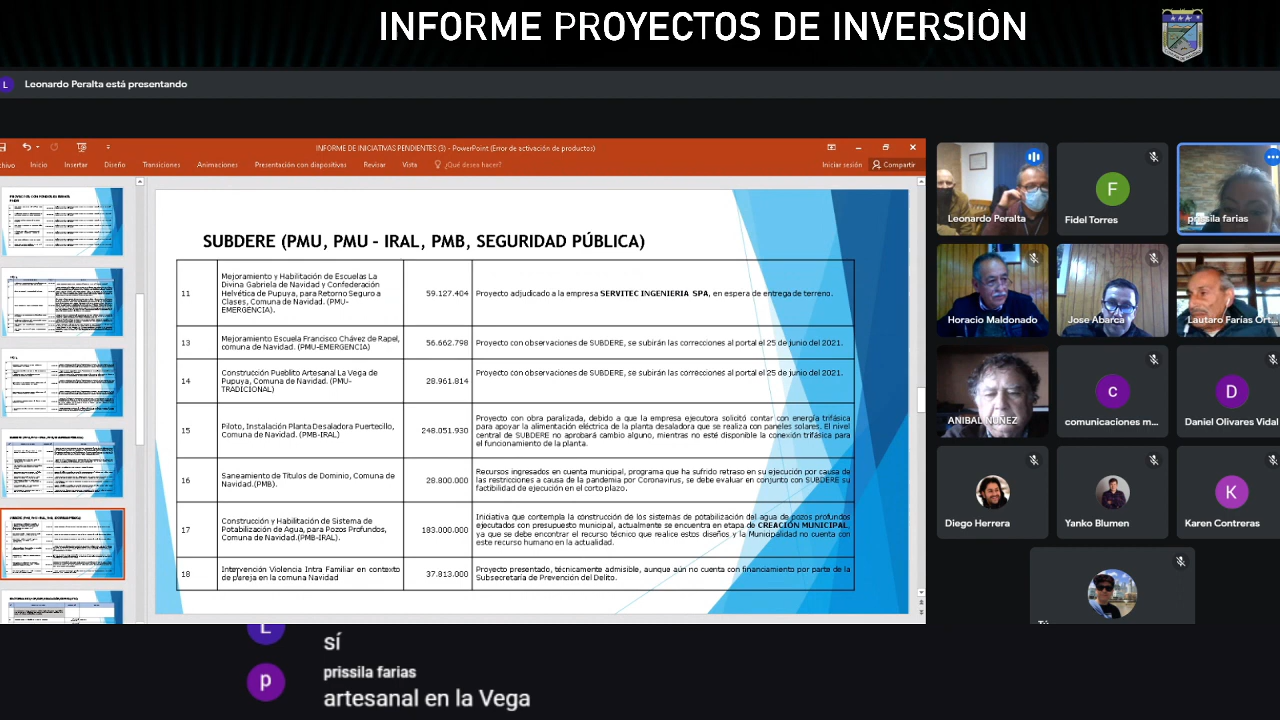 INFORME PROYECTOS DE INVERSIÓN
L
Leonardo Peralta está presentando
INFORME DE INICIATIVAS PENDIENTES (3) - PowerPoint (Error de activación de productos)
Inicio
Insertar
Diseño
Transiciones
Animaciones
Presentación con diapositivas
Revisar
Vista
¿Qué desea hacer?
Iniciar sesión
Compartir
SUBDERE (PMU, PMU – IRAL, PMB, SEGURIDAD PÚBLICA)
11
Mejoramiento y Habilitación de Escuelas La
Divina Gabriela de Navidad y Confederación
Helvética de Pupuya, para Retorno Seguro a
Clases, Comuna de Navidad. (PMU-
EMERGENCIA).
59.127.404
Proyecto adjudicado a la empresa SERVITEC INGENIERIA SPA, en espera de entrega de terreno.
13
Mejoramiento Escuela Francisco Chávez de Rapel,
comuna de Navidad. (PMU-EMERGENCIA)
56.662.798
Proyecto con observaciones de SUBDERE, se subirán las correcciones al portal el 25 de junio del 2021.
14
Construcción Pueblito Artesanal La Vega de
Pupuya, Comuna de Navidad. (PMU-
TRADICIONAL)
28.961.814
Proyecto con observaciones de SUBDERE, se subirán las correcciones al portal el 25 de junio del 2021.
15
Piloto, Instalación Planta Desaladora Puertecillo,
Comuna de Navidad. (PMB-IRAL)
248.051.930
Proyecto con obra paralizada, debido a que la empresa ejecutora solicitó contar con energía trifásica
para apoyar la alimentación eléctrica de la planta desaladora que se realiza con paneles solares. El nivel
central de SUBDERE no aprobará cambio alguno, mientras no esté disponible la conexión trifásica para
el funcionamiento de la planta.
16
Saneamiento de Títulos de Dominio, Comuna de
Navidad.(PMB).
28.800.000
Recursos ingresados en cuenta municipal, programa que ha sufrido retraso en su ejecución por causa de
las restricciones a causa de la pandemia por Coronavirus, se debe evaluar en conjunto con SUBDERE su
factibilidad de ejecución en el corto plazo.
17
Construcción y Habilitación de Sistema de
Potabilización de Agua, para Pozos Profundos,
Comuna de Navidad.(PMB-IRAL).
183.000.000
Iniciativa que contempla la construcción de los sistemas de potabilización del agua de pozos profundos
ejecutados con presupuesto municipal, actualmente se encuentra en etapa de CREACIÓN MUNICIPAL,
ya que se debe encontrar el recurso técnico que realice estos diseños y la Municipalidad no cuenta con
este recurso humano en la actualidad.
18
Intervención Violencia Intra Familiar en contexto
de pareja en la comuna Navidad
37.813.000
Proyecto presentado, técnicamente admisible, aunque aún no cuenta con financiamiento por parte de la
Subsecretaría de Prevención del Delito.
Leonardo Peralta
F
Fidel Torres
prissila farias
Horacio Maldonado
Jose Abarca
Lautaro Farias Ort...
ANIBAL NUÑEZ
c
comunicaciones m...
D
Daniel Olivares Vidal
Diego Herrera
Yanko Blumen
K
Karen Contreras
Tú
L
sí
p
prissila farias
artesanal en la Vega